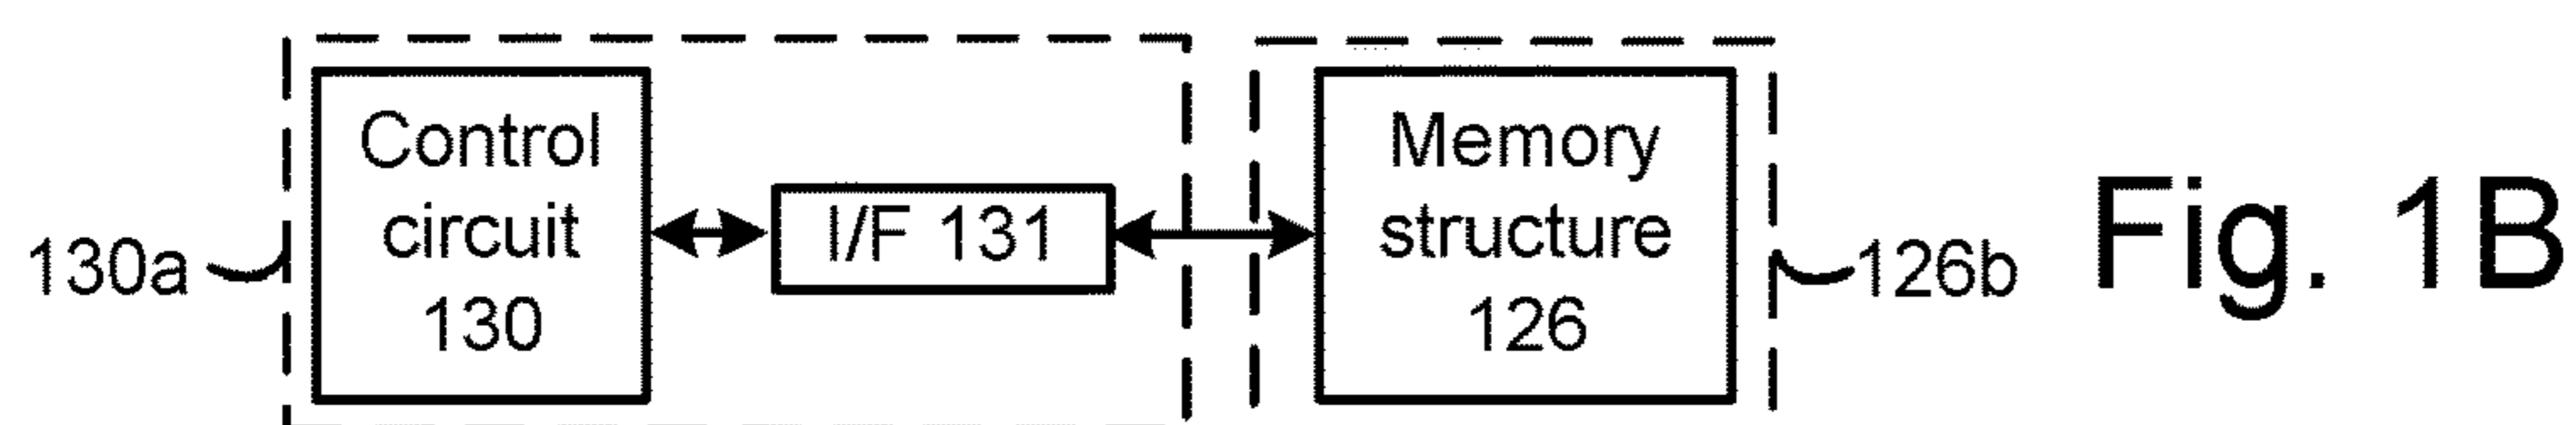 130a
Control
circuit
130
I/F 131
Memory
structure
126
126b
Fig. 1B